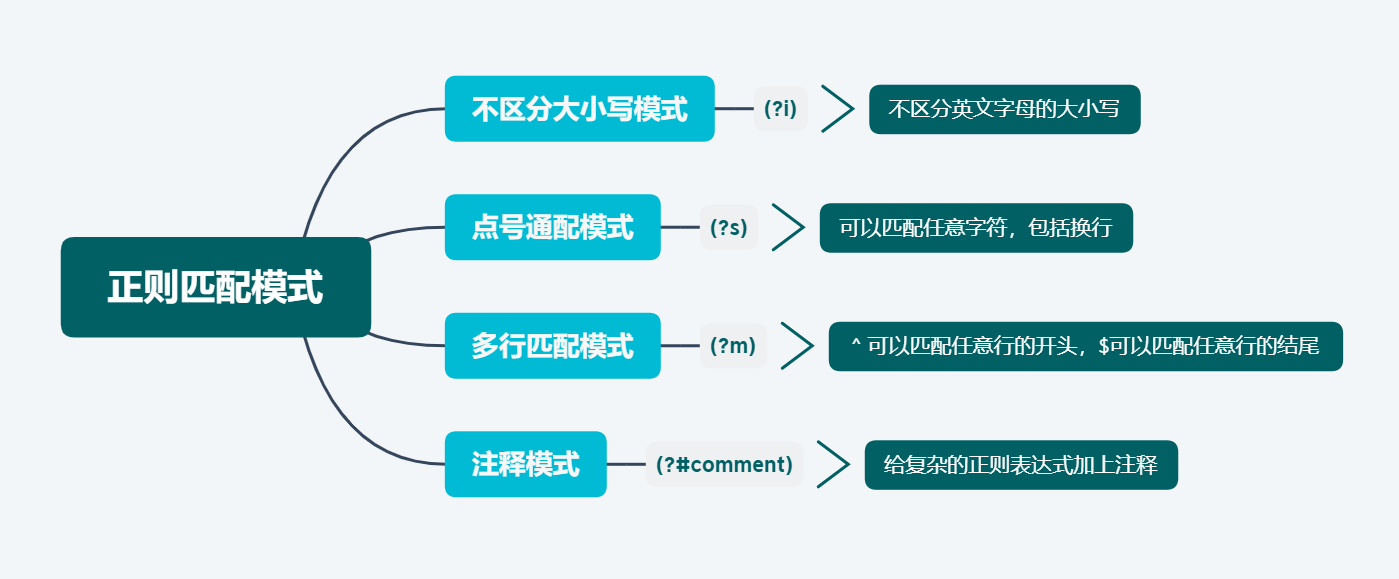 正则匹配模式
不区分大小写模式
(?i)
不区分英文字母的大小写
点号通配模式
(?s)
可以匹配任意字符，包括换行
多行匹配模式
(?m)
^ 可以匹配任意行的开头，$可以匹配任意行的结尾
注释模式
(?#comment)
给复杂的正则表达式加上注释